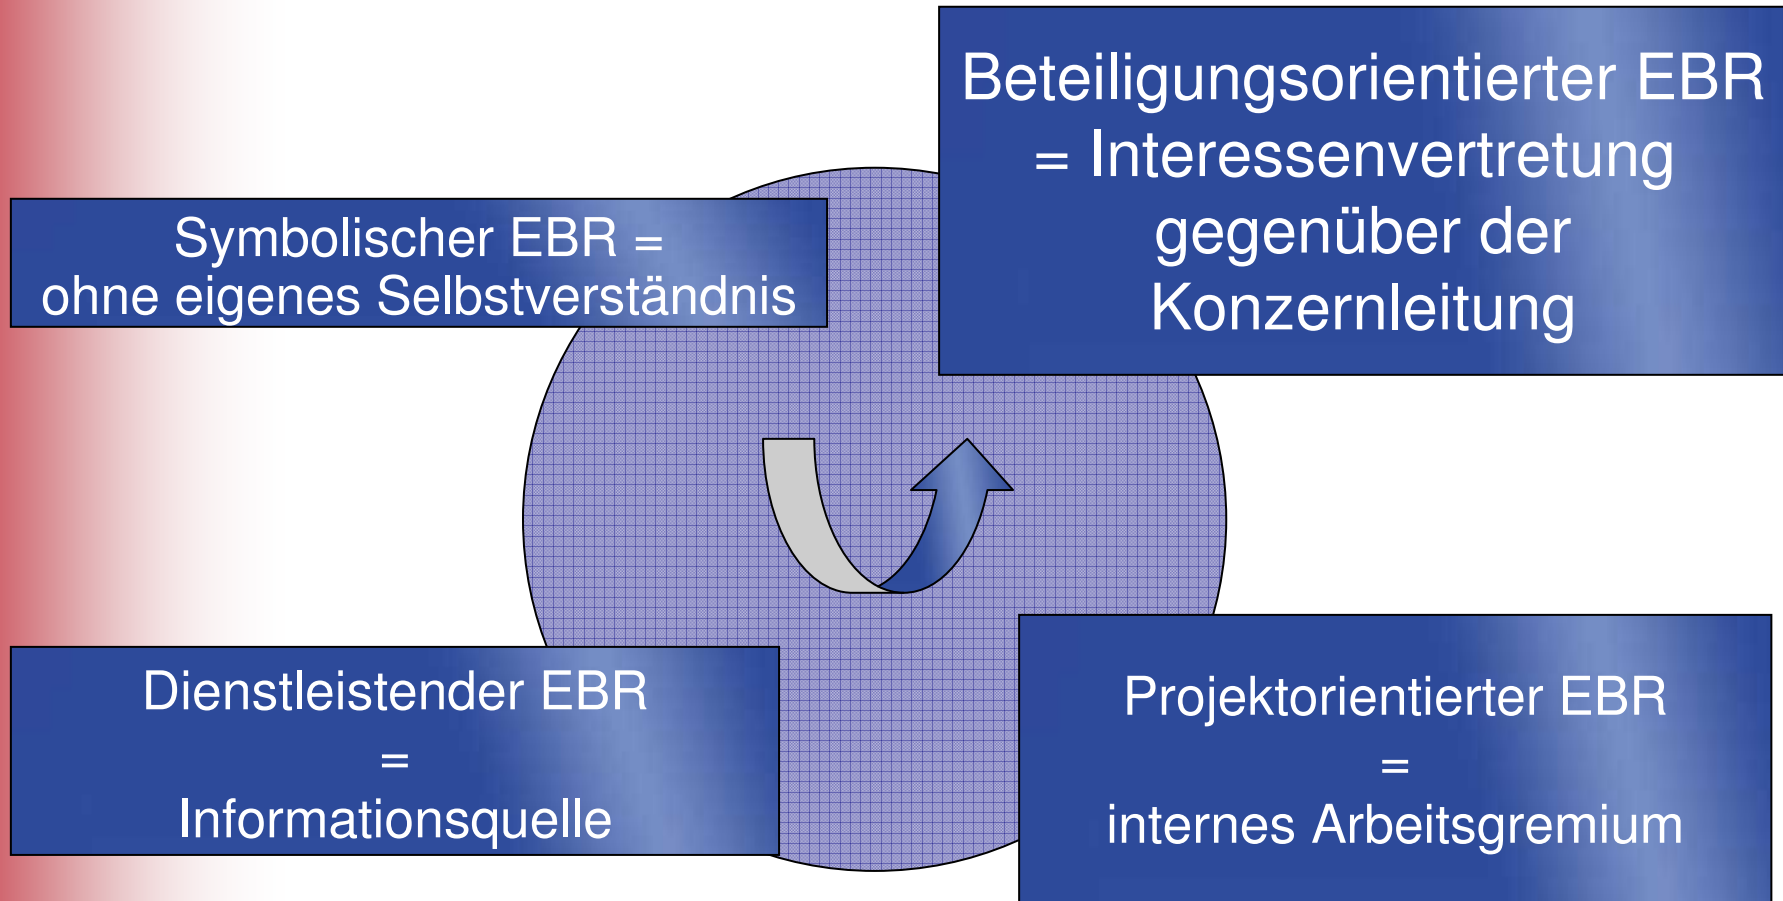 Symbolischer EBR =
ohne eigenes Selbstverständnis
Beteiligungsorientierter EBR
= Interessenvertretung
gegenüber der
Konzernleitung
Dienstleistender EBR
=
Informationsquelle
Projektorientierter EBR
=
internes Arbeitsgremium